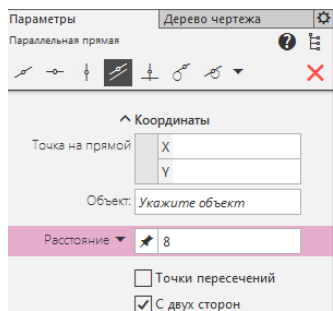 Параметры Дерево чертежа
Параллельная прямая
Координаты
Точка на прямой X
Y
Объект: Укажите объект
Расстояние 8
Точки пересечений
С двух сторон